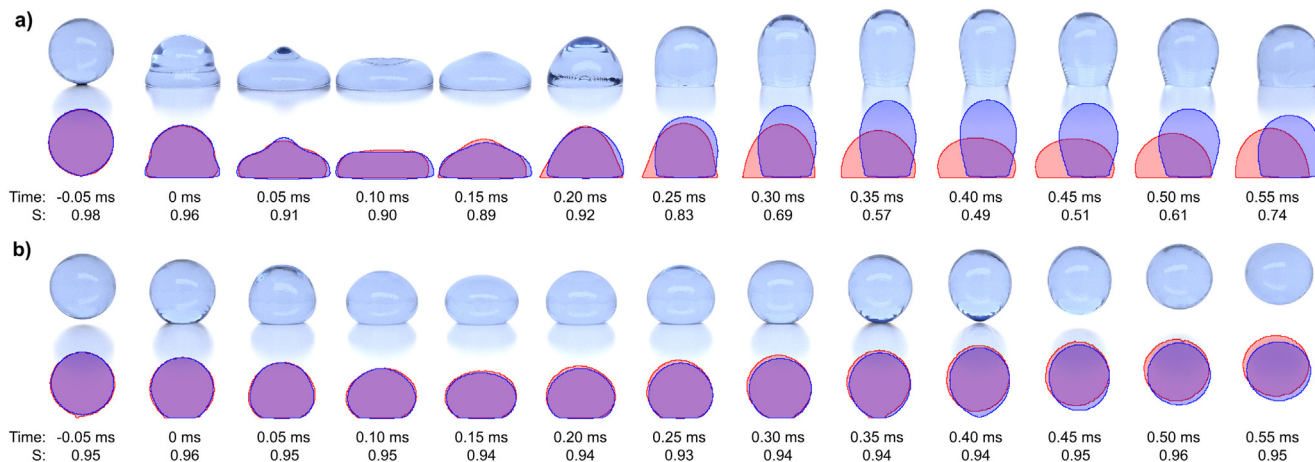 a)
Time: -0.05 ms 0 ms 0.05 ms 0.10 ms 0.15 ms 0.20 ms 0.25 ms 0.30 ms 0.35 ms 0.40 ms 0.45 ms 0.50 ms 0.55 ms
S: 0.98 0.96 0.91 0.90 0.89 0.92 0.83 0.69 0.57 0.49 0.51 0.61 0.74
b)
Time: -0.05 ms 0 ms 0.05 ms 0.10 ms 0.15 ms 0.20 ms 0.25 ms 0.30 ms 0.35 ms 0.40 ms 0.45 ms 0.50 ms 0.55 ms
S: 0.95 0.96 0.95 0.95 0.94 0.94 0.93 0.94 0.94 0.94 0.95 0.96 0.95